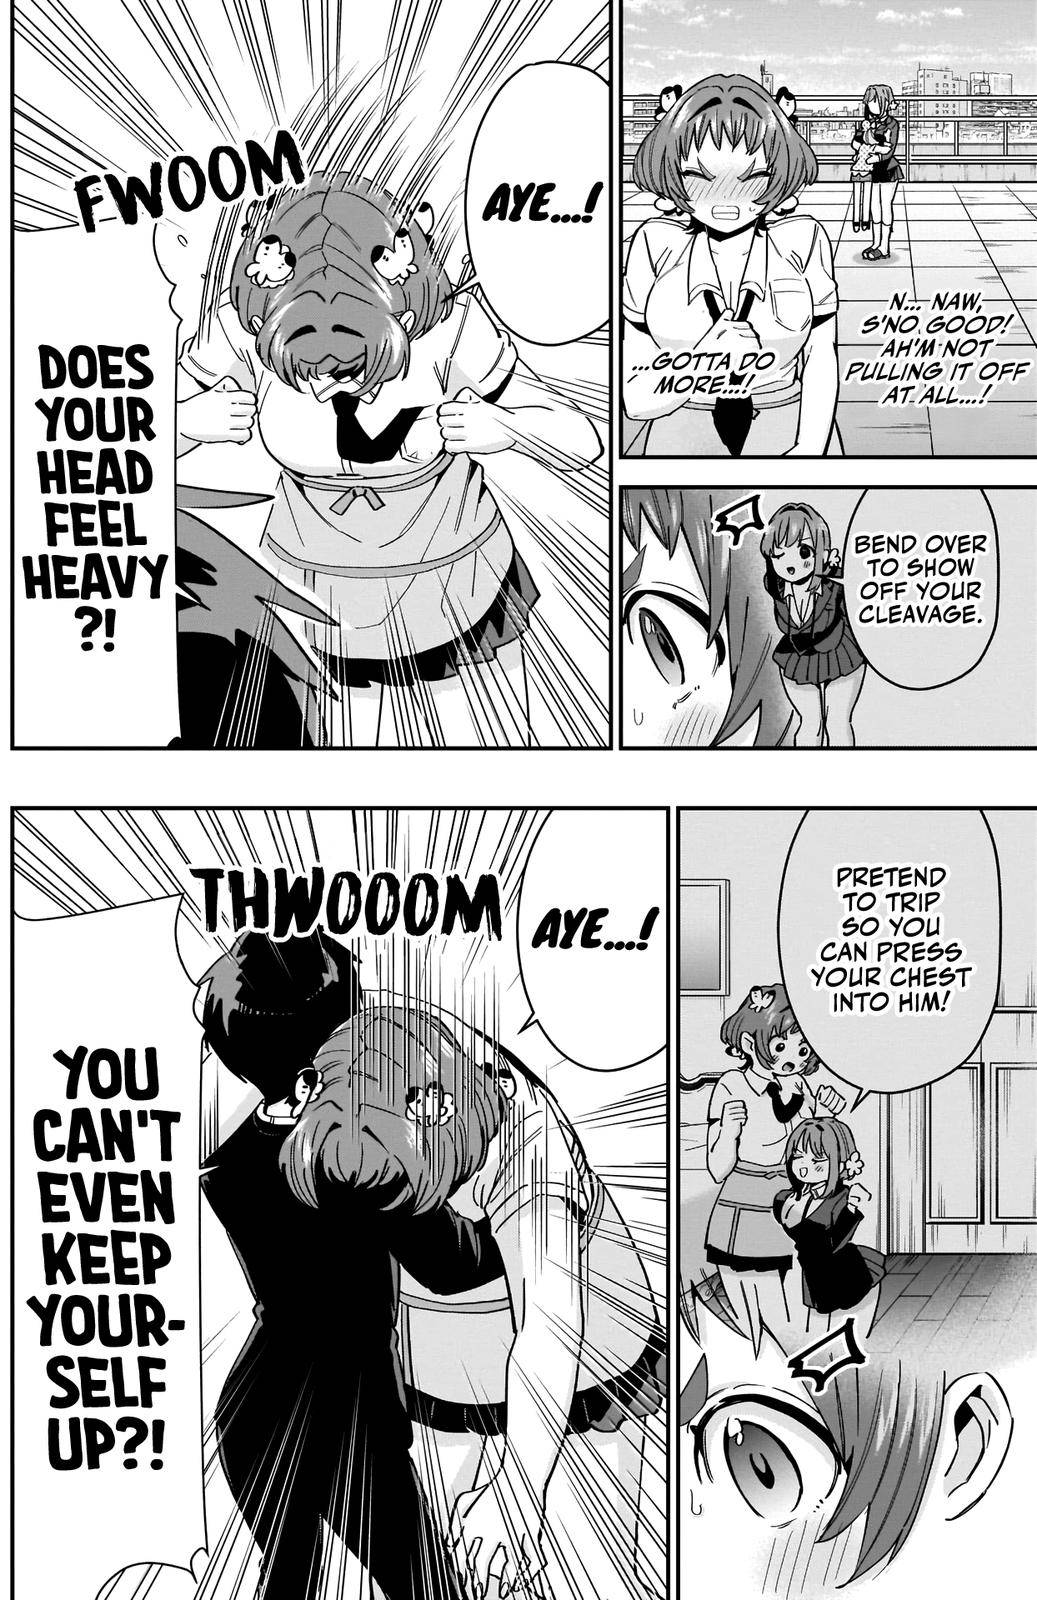 N... NAW,
S'NO GOOD!
AH'M NOT
PULLING IT OFF
AT ALL...!
...GOTTA DO
MORE...!
BEND OVER
TO SHOW
OFF YOUR
CLEAVAGE.
AYE...!
FWOOM
DOES
YOUR
HEAD
FEEL
HEAVY
?!
PRETEND
TO TRIP
SO YOU
CAN PRESS
YOUR CHEST
INTO HIM!
AYE...!
THWOOOM
YOU
CAN'T
EVEN
KEEP
YOUR-
SELF
UP?!